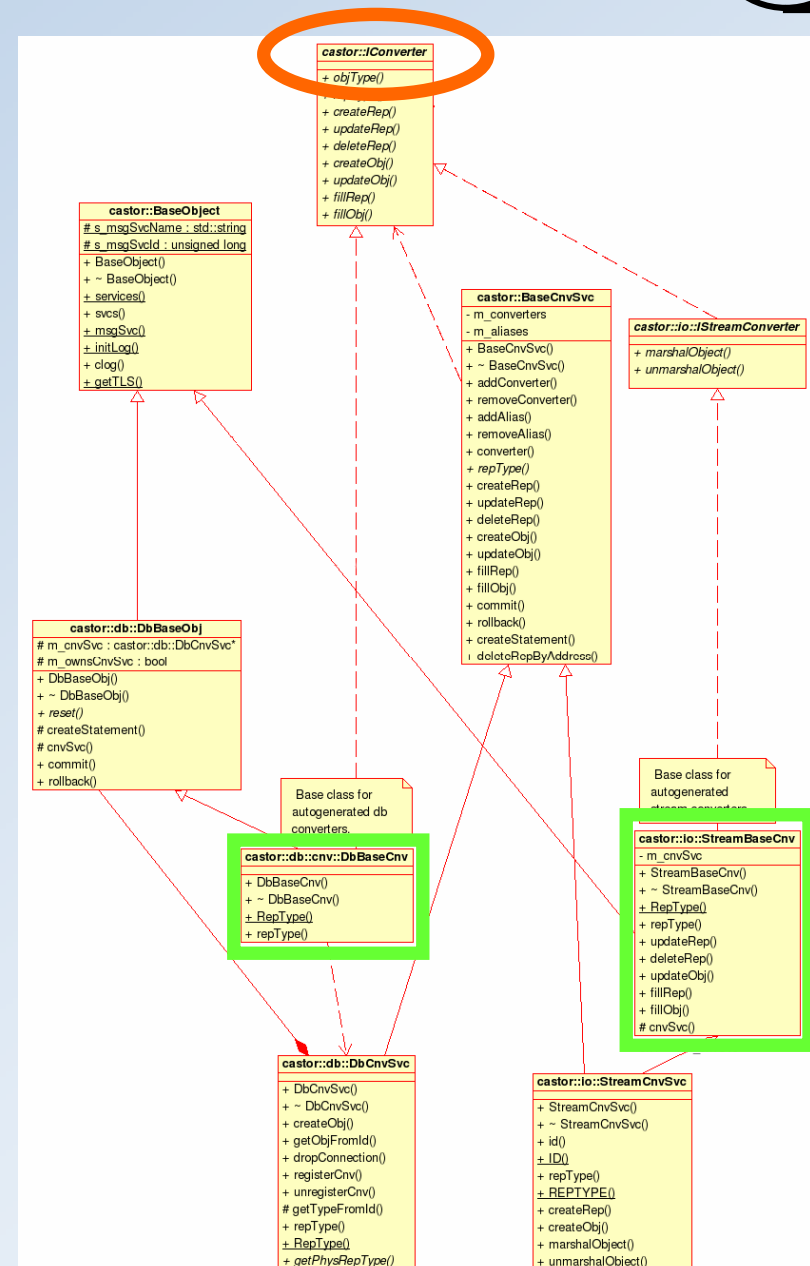 castor::IConverter
+ objType()
+ createRep()
+ updateRep()
+ deleteRep()
+ createObj()
+ updateObj()
+ fillRep()
+ fillObj()
castor::BaseObject
# s_msgSvcName : std::string
# s_msgSvcId : unsigned long
+ BaseObject()
+ ~ BaseObject()
+ services()
+ svcs()
+ msgSvc()
+ initLog()
+ clog()
+ getTLS()
castor::BaseCnvSvc
- m_converters
- m_aliases
+ BaseCnvSvc()
+ ~ BaseCnvSvc()
+ addConverter()
+ removeConverter()
+ addAlias()
+ removeAlias()
+ converter()
+ repType()
+ createRep()
+ updateRep()
+ deleteRep()
+ createObj()
+ updateObj()
+ fillRep()
+ fillObj()
+ commit()
+ rollback()
+ createStatement()
+ deleteRepByAddress()
castor::io::IStreamConverter
+ marshalObject()
+ unmarshalObject()
castor::db::DbBaseObj
# m_cnvSvc : castor::db::DbCnvSvc*
# m_ownsCnvSvc : bool
+ DbBaseObj()
+ ~ DbBaseObj()
+ reset()
# createStatement()
# cnvSvc()
+ commit()
+ rollback()
Base class for
autogenerated db
converters.
castor::db::cnv::DbBaseCnv
+ DbBaseCnv()
+ ~ DbBaseCnv()
+ RepType()
+ repType()
Base class for
autogenerated
stream converters
castor::io::StreamBaseCnv
- m_cnvSvc
+ StreamBaseCnv()
+ ~ StreamBaseCnv()
+ RepType()
+ repType()
+ updateRep()
+ deleteRep()
+ updateObj()
+ fillRep()
+ fillObj()
# cnvSvc()
castor::db::DbCnvSvc
+ DbCnvSvc()
+ ~ DbCnvSvc()
+ createObj()
+ getObjFromId()
+ dropConnection()
+ registerCnv()
+ unregisterCnv()
# getTypeFromId()
+ repType()
+ RepType()
+ getPhysRepType()
castor::io::StreamCnvSvc
+ StreamCnvSvc()
+ ~ StreamCnvSvc()
+ id()
+ ID()
+ repType()
+ REPTYPE()
+ createRep()
+ createObj()
+ marshalObject()
+ unmarshalObject()